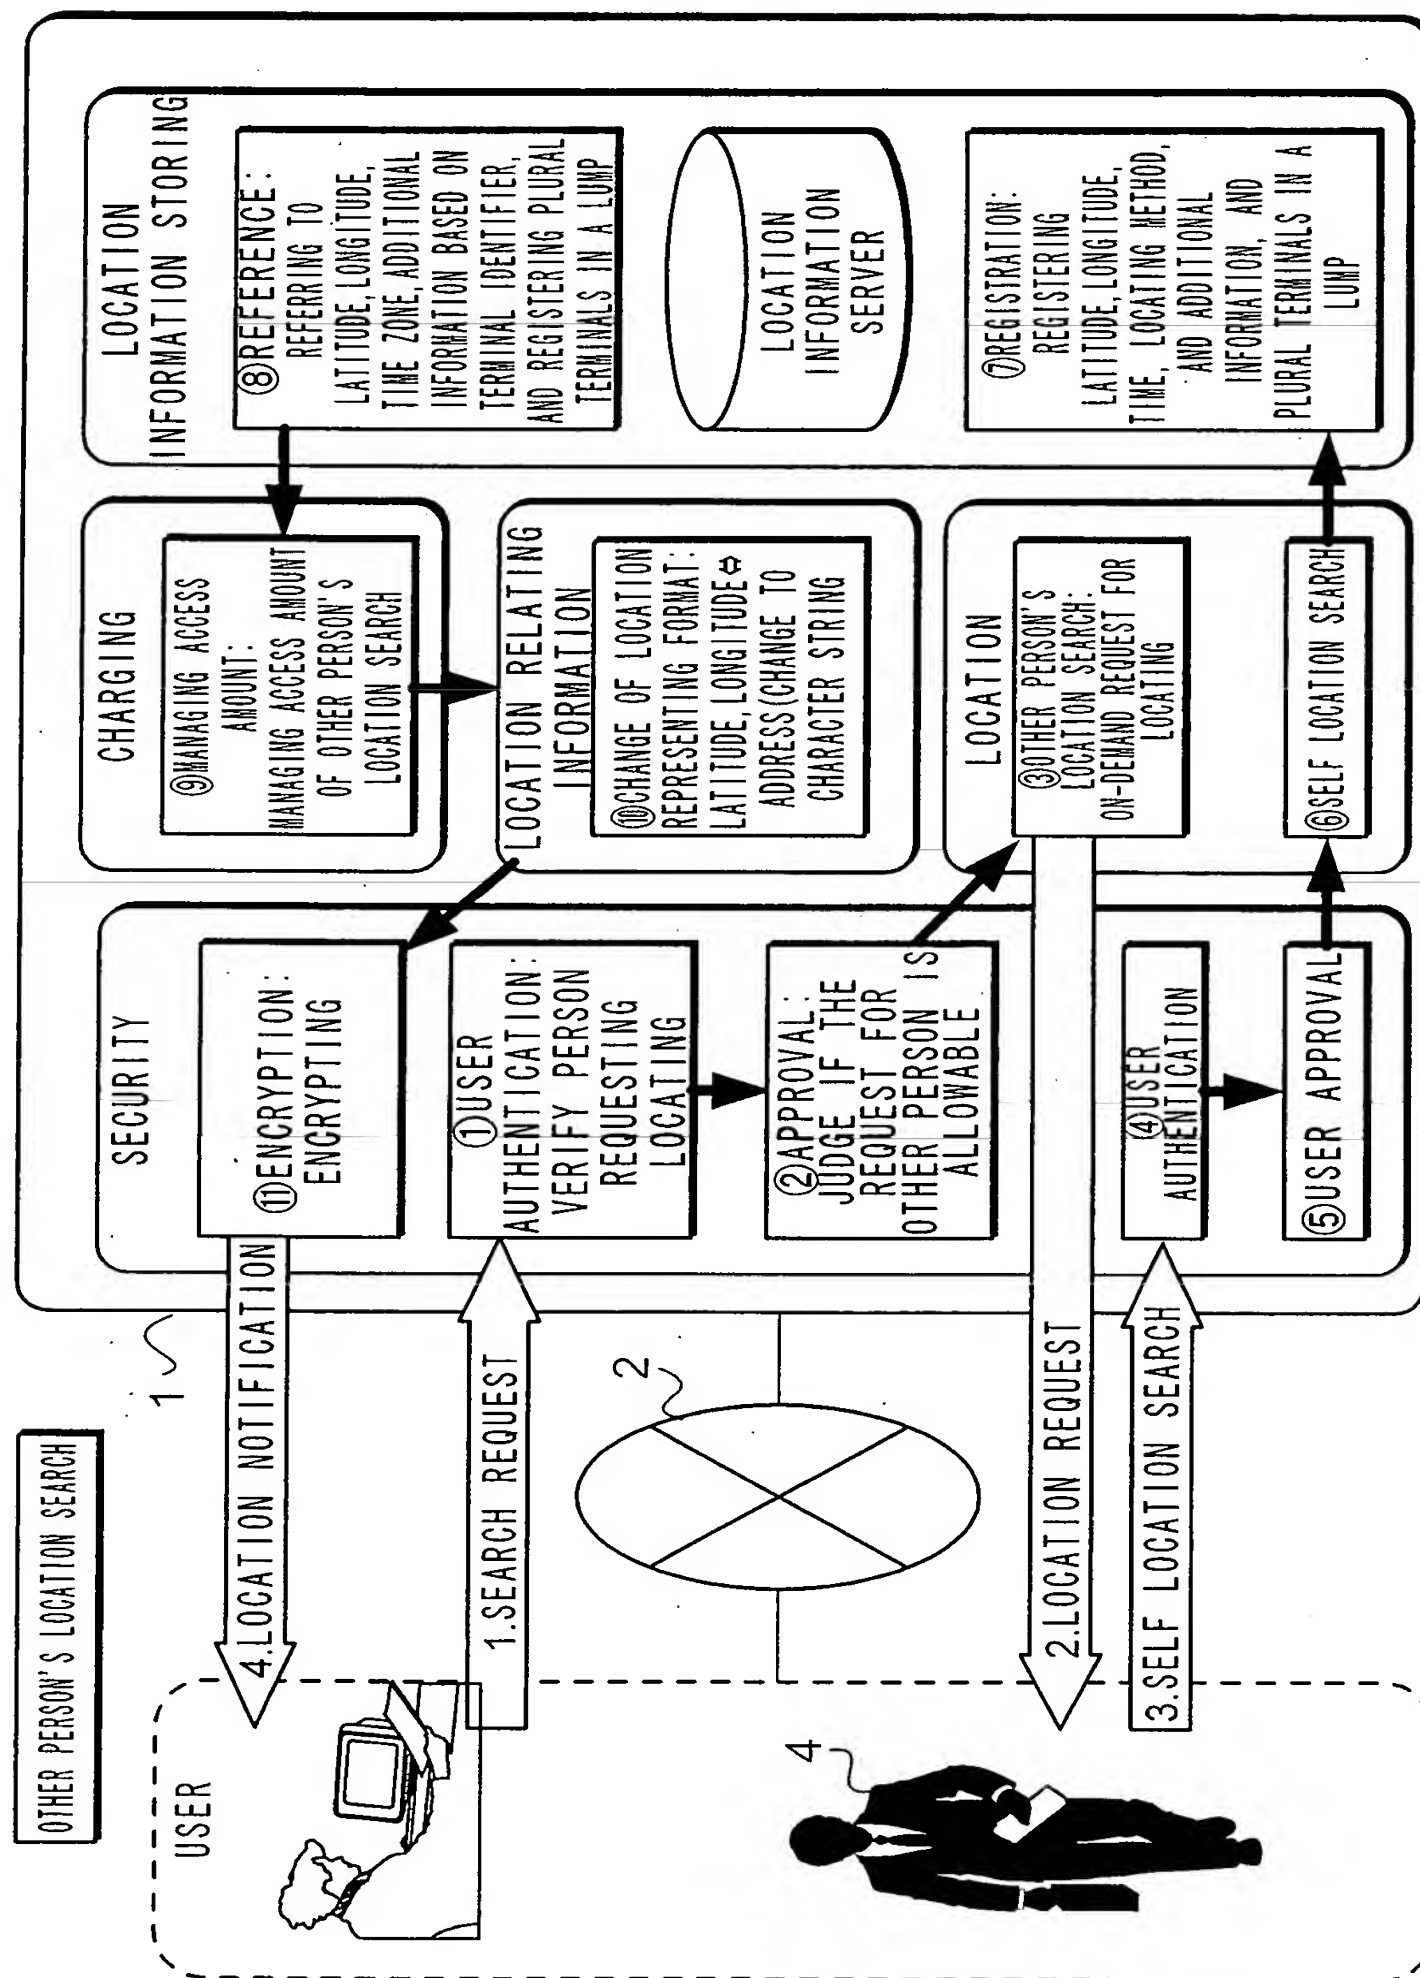 OTHER PERSON'S LOCATION SEARCH
USER
4.LOCATION NOTIFICATION
1.SEARCH REQUEST
2
4
2.LOCATION REQUEST
3.SELF LOCATION SEARCH
1
SECURITY
⑪ENCRYPTION:
ENCRYPTING
①USER
AUTHENTICATION:
VERIFY PERSON
REQUESTING
LOCATING
②APPROVAL:
JUDGE IF THE
REQUEST FOR
OTHER PERSON IS
ALLOWABLE
④USER
AUTHENTICATION
⑤USER APPROVAL
CHARGING
⑨MANAGING ACCESS
AMOUNT:
MANAGING ACCESS AMOUNT
OF OTHER PERSON'S
LOCATION SEARCH
LOCATION RELATING
INFORMATION
⑩CHANGE OF LOCATION
REPRESENTING FORMAT:
LATITUDE,LONGITUDE⇔
ADDRESS(CHANGE TO
CHARACTER STRING
LOCATION
③OTHER PERSON'S
LOCATION SEARCH:
ON-DEMAND REQUEST FOR
LOCATING
⑥SELF LOCATION SEARCH
LOCATION
INFORMATION STORING
⑧REFERENCE:
REFERRING TO
LATITUDE,LONGITUDE,
TIME ZONE,ADDITIONAL
INFORMATION BASED ON
TERMINAL IDENTIFIER,
AND REGISTERING PLURAL
TERMINALS IN A LUMP
LOCATION
INFORMATION
SERVER
⑦REGISTRATION:
REGISTERING
LATITUDE,LONGITUDE,
TIME, LOCATING METHOD,
AND ADDITIONAL
INFORMATION, AND
PLURAL TERMINALS IN A
LUMP